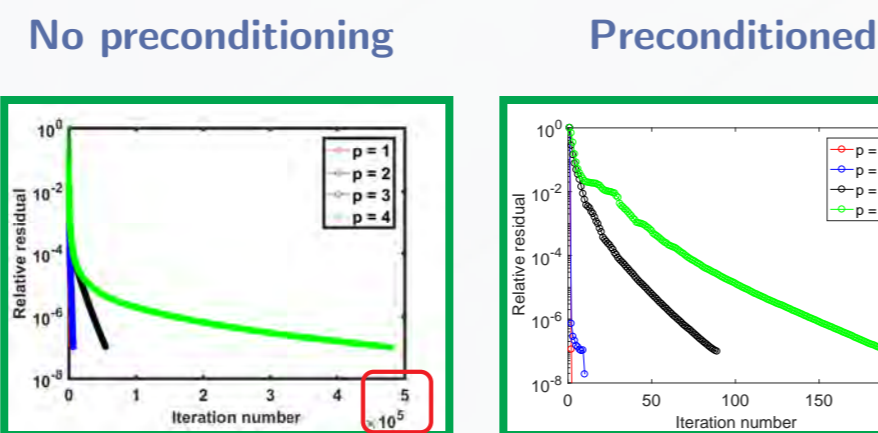 No preconditioning
Preconditioned
10^0
10^-2
10^-4
10^-6
10^-8
Relative residual
0 1 2 3 4 5
×10^5
Iteration number
p = 1
p = 2
p = 3
p = 4
10^0
10^-2
10^-4
10^-6
10^-8
Relative residual
0 50 100 150
Iteration number
p =
p =
p =
p =